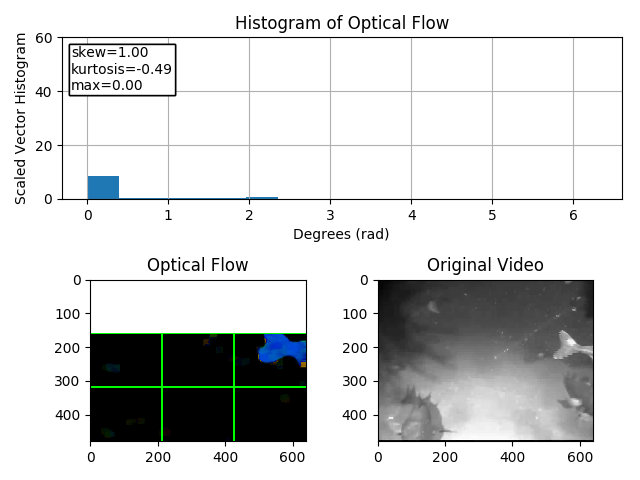 Histogram of Optical Flow
Scaled Vector Histogram
60
40
20
0
skew=1.00
kurtosis=-0.49
max=0.00
0 1 2 3 4 5 6
Degrees (rad)
Optical Flow
0
100
200
300
400
0 200 400 600
Original Video
0
100
200
300
400
0 200 400 600